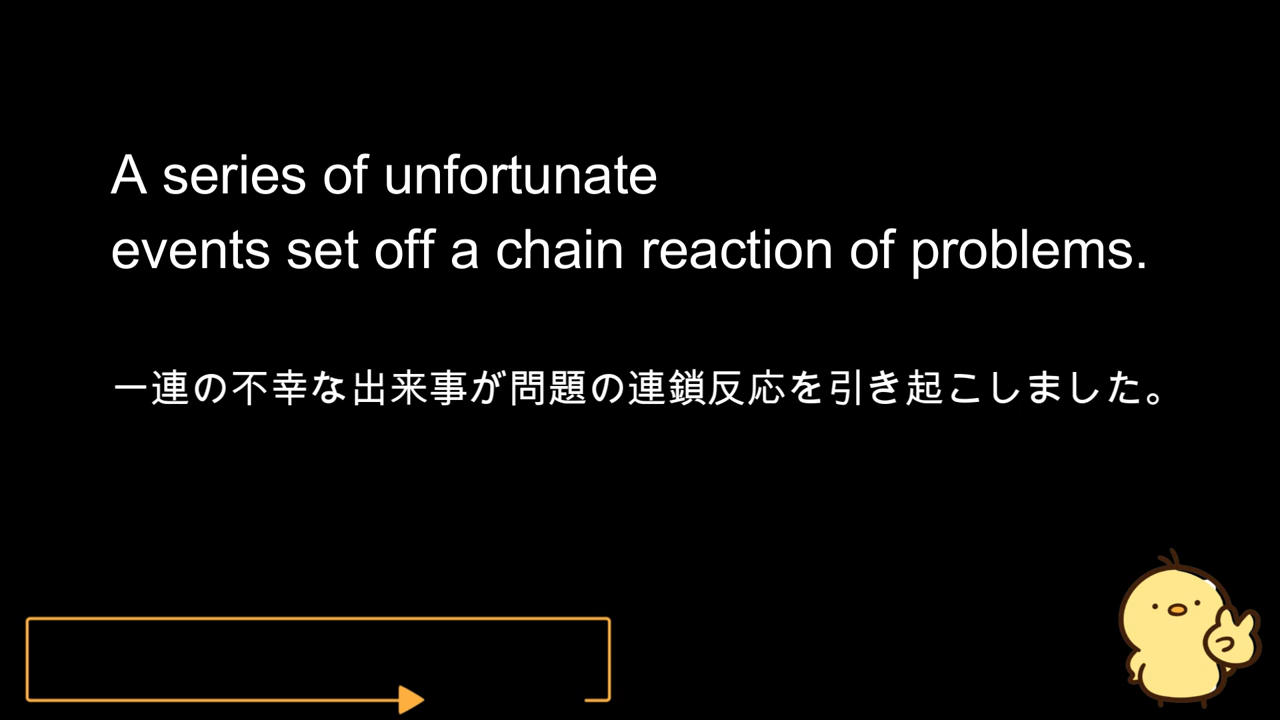 A series of unfortunate
events set off a chain reaction of problems.
一連の不幸な出来事が問題の連鎖反応を引き起こしました。